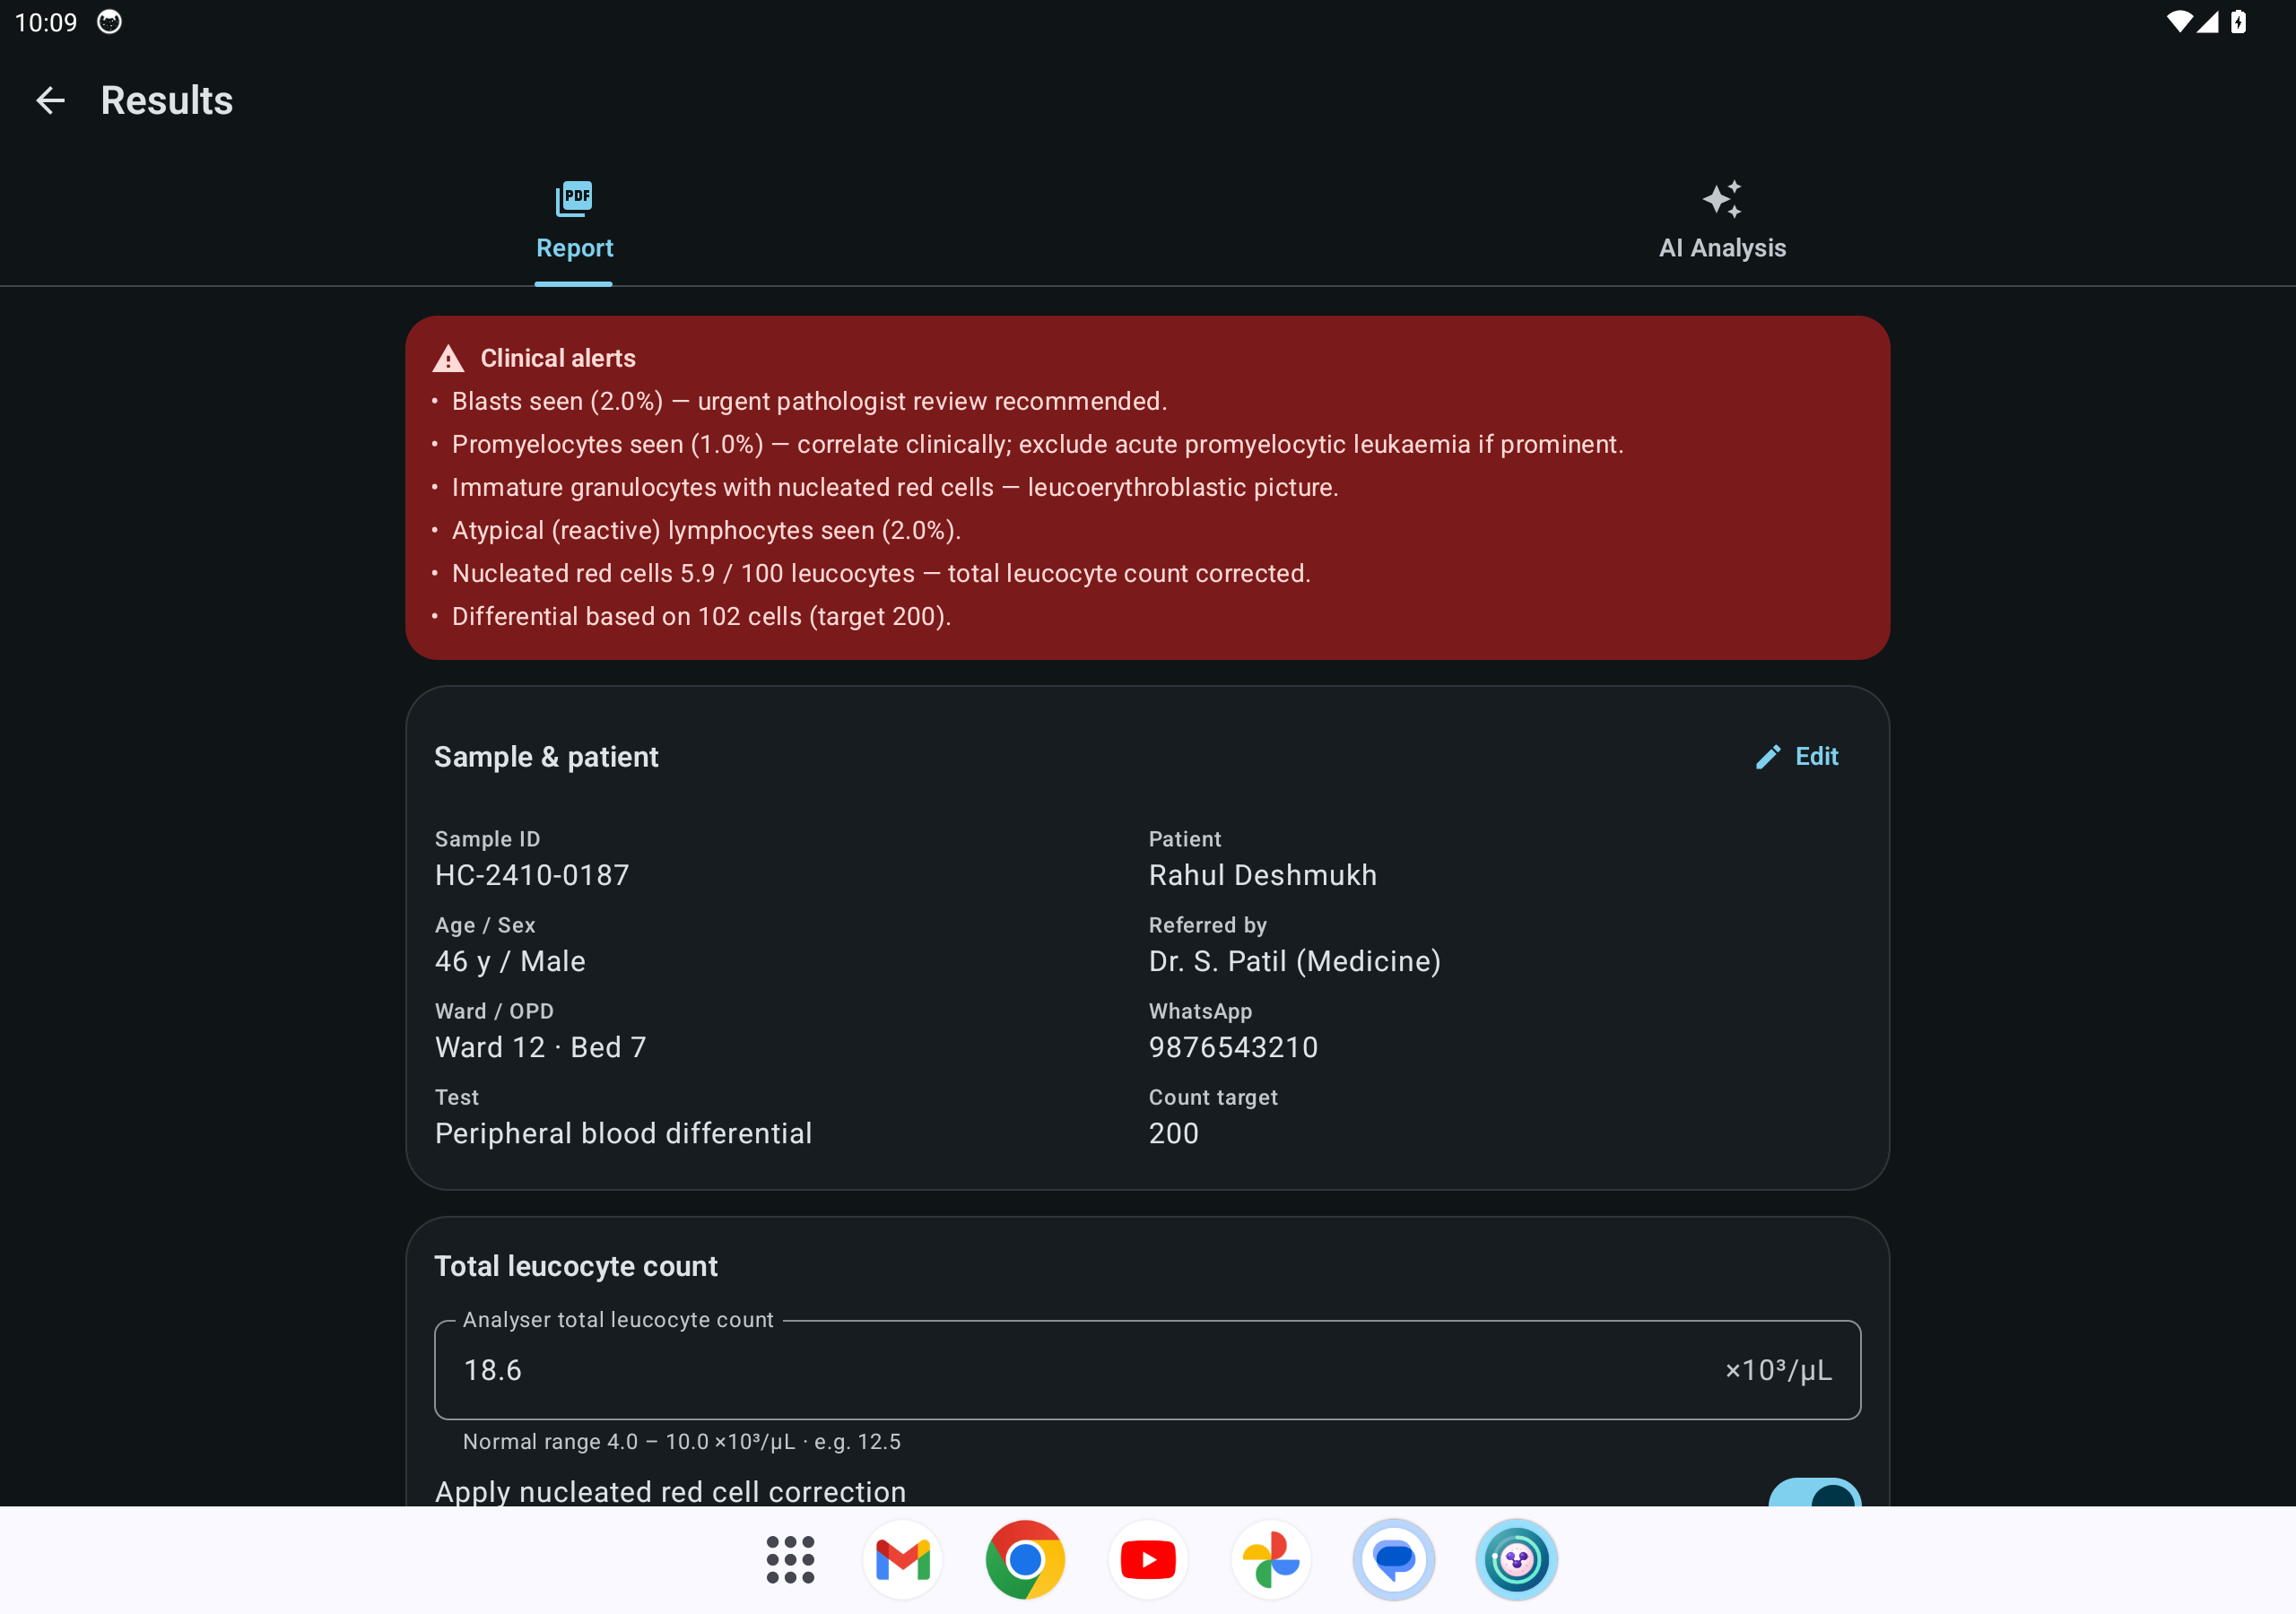 10:09
Results
PDF
Report
AI Analysis
Clinical alerts
• Blasts seen (2.0%) — urgent pathologist review recommended.
• Promyelocytes seen (1.0%) — correlate clinically; exclude acute promyelocytic leukaemia if prominent.
• Immature granulocytes with nucleated red cells — leucoerythroblastic picture.
• Atypical (reactive) lymphocytes seen (2.0%).
• Nucleated red cells 5.9 / 100 leucocytes — total leucocyte count corrected.
• Differential based on 102 cells (target 200).
Sample & patient
Edit
Sample ID
HC-2410-0187
Patient
Rahul Deshmukh
Age / Sex
46 y / Male
Referred by
Dr. S. Patil (Medicine)
Ward / OPD
Ward 12 · Bed 7
WhatsApp
9876543210
Test
Peripheral blood differential
Count target
200
Total leucocyte count
Analyser total leucocyte count
18.6
×10³/µL
Normal range 4.0 – 10.0 ×10³/µL · e.g. 12.5
Apply nucleated red cell correction